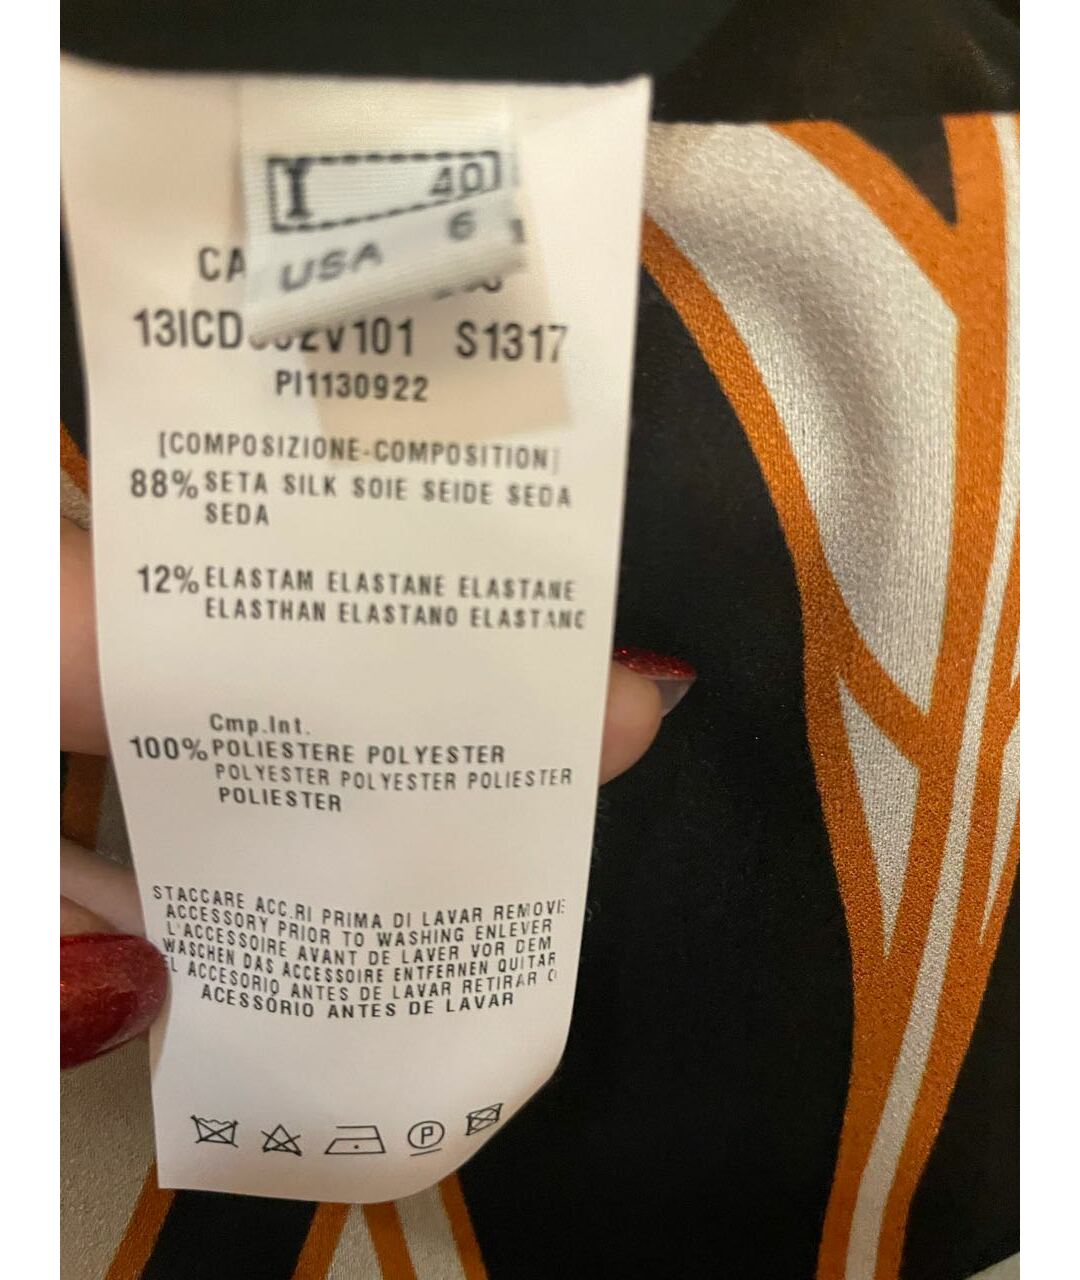 I 40
USA 6
CA
13ICD 2V101 S1317
PI1130922
[COMPOSIZIONE-COMPOSITION]
88% SETA SILK SOIE SEIDE SEDA
SEDA
12% ELASTAM ELASTANE ELASTANE
ELASTHAN ELASTANO ELASTANO
Cmp.Int.
100% POLIESTERE POLYESTER
POLYESTER POLYESTER POLIESTER
POLIESTER
STACCARE ACC.RI PRIMA DI LAVAR REMOVE
ACCESSORY PRIOR TO WASHING ENLEVER
L'ACCESSOIRE AVANT DE LAVER VOR DEM
WASCHEN DAS ACCESSOIRE ENTFERNEN QUITAR
EL ACCESORIO ANTES DE LAVAR RETIRAR O
ACESSÓRIO ANTES DE LAVAR
P